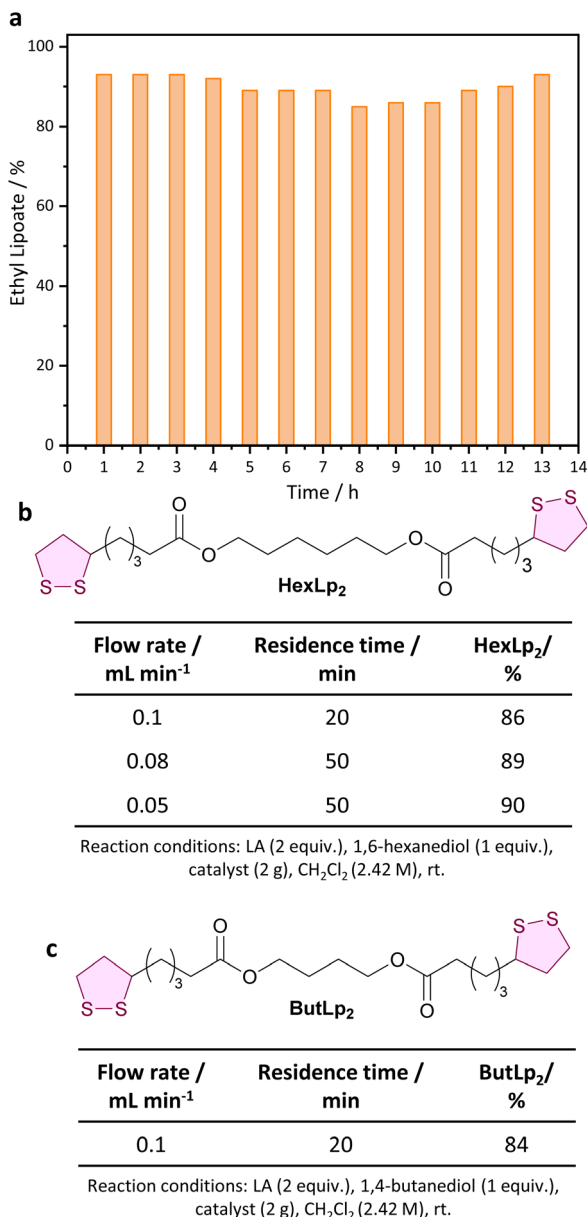 a
Ethyl Lipoate / %
100
80
60
40
20
0
0 1 2 3 4 5 6 7 8 9 10 11 12 13 14
Time / h
b
O S S
( )3 O
O ( )3
S S O
HexLp2
Flow rate / Residence time / HexLp2/
mL min-1 min %
0.1 20 86
0.08 50 89
0.05 50 90
Reaction conditions: LA (2 equiv.), 1,6-hexanediol (1 equiv.),
catalyst (2 g), CH2Cl2 (2.42 M), rt.
c
O S S
( )3 O
O ( )3
S S O
ButLp2
Flow rate / Residence time / ButLp2/
mL min-1 min %
0.1 20 84
Reaction conditions: LA (2 equiv.), 1,4-butanediol (1 equiv.),
catalyst (2 g), CH2Cl2 (2.42 M), rt.